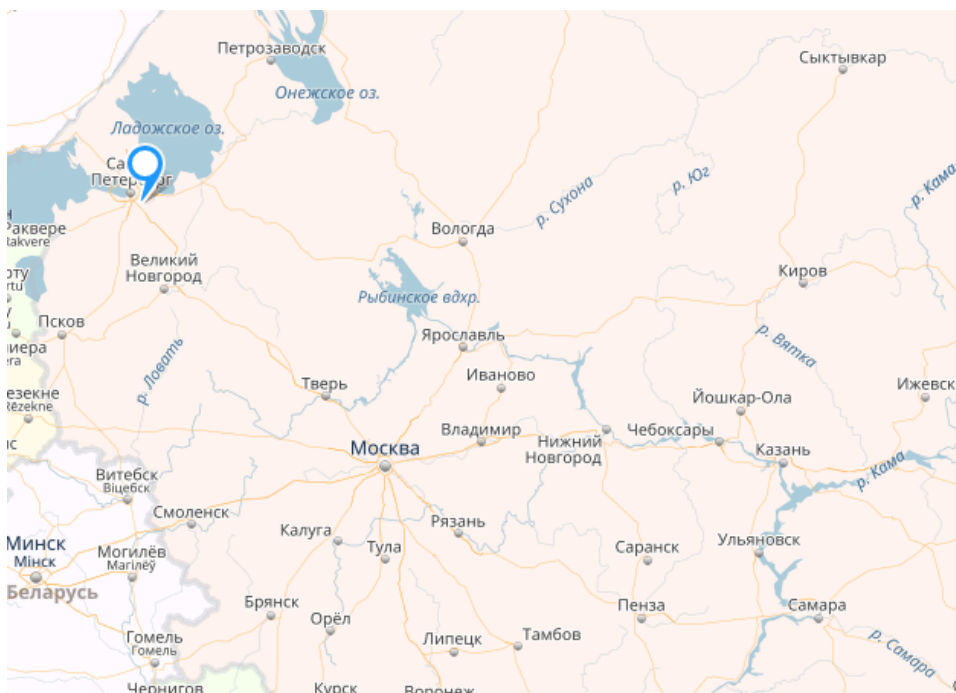 Петрозаводск
Сыктывкар
Онежское оз.
Ладожское оз.
р. Юг
р. Кама
р. Сухона
Раквере
Rakvere
Вологда
Великий
Новгород
Киров
Рыбинское вдхр.
Псков
Ярославль
р. Вятка
р. Ловать
Иваново
Тверь
Ижевск
Йошкар-Ола
езекне
Rēzekne
Владимир
Чебоксары
Нижний
Новгород
Москва
Казань
р. Кама
Витебск
Віцебск
Смоленск
Рязань
Калуга
Ульяновск
Минск
Мінск
Тула
Саранск
Могилёв
Магілёў
Беларусь
Брянск
Пенза
Самара
Орёл
Тамбов
Липецк
Гомель
Гомель
р. Самара
Чернигов
Курск
Воронеж